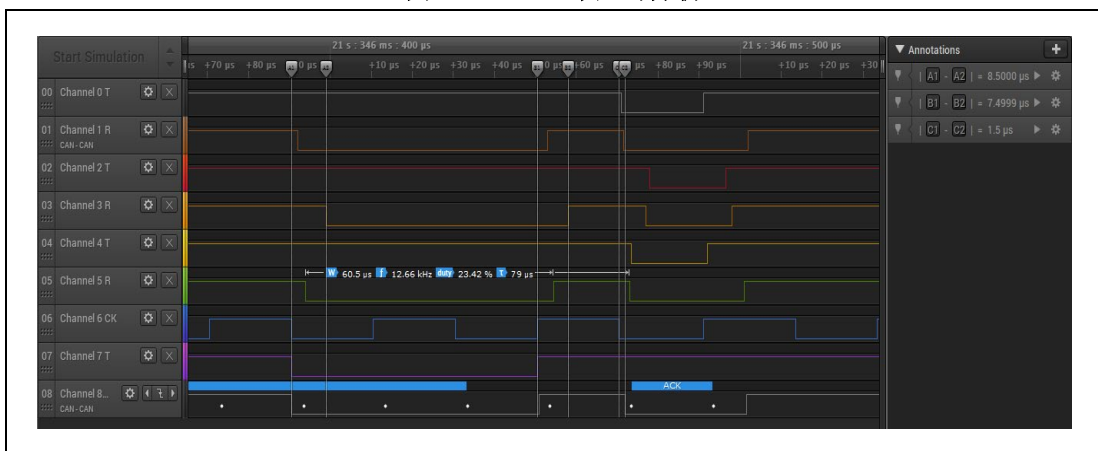 Start Simulation
21 s : 346 ms : 400 µs
21 s : 346 ms : 500 µs
+70 µs +80 µs 0 µs +10 µs +20 µs +30 µs +40 µs 0 µs +60 µs µs +80 µs +90 µs +10 µs +20 µs +30
Annotations
00 Channel 0 T
01 Channel 1 R
CAN-CAN
02 Channel 2 T
03 Channel 3 R
04 Channel 4 T
05 Channel 5 R
06 Channel 6 CK
07 Channel 7 T
08 Channel 8...
CAN-CAN
W 60.5 µs f 12.66 kHz duty 23.42 % T 79 µs
ACK
| A1 - A2 | = 8.5000 µs
| B1 - B2 | = 7.4999 µs
| C1 - C2 | = 1.5 µs